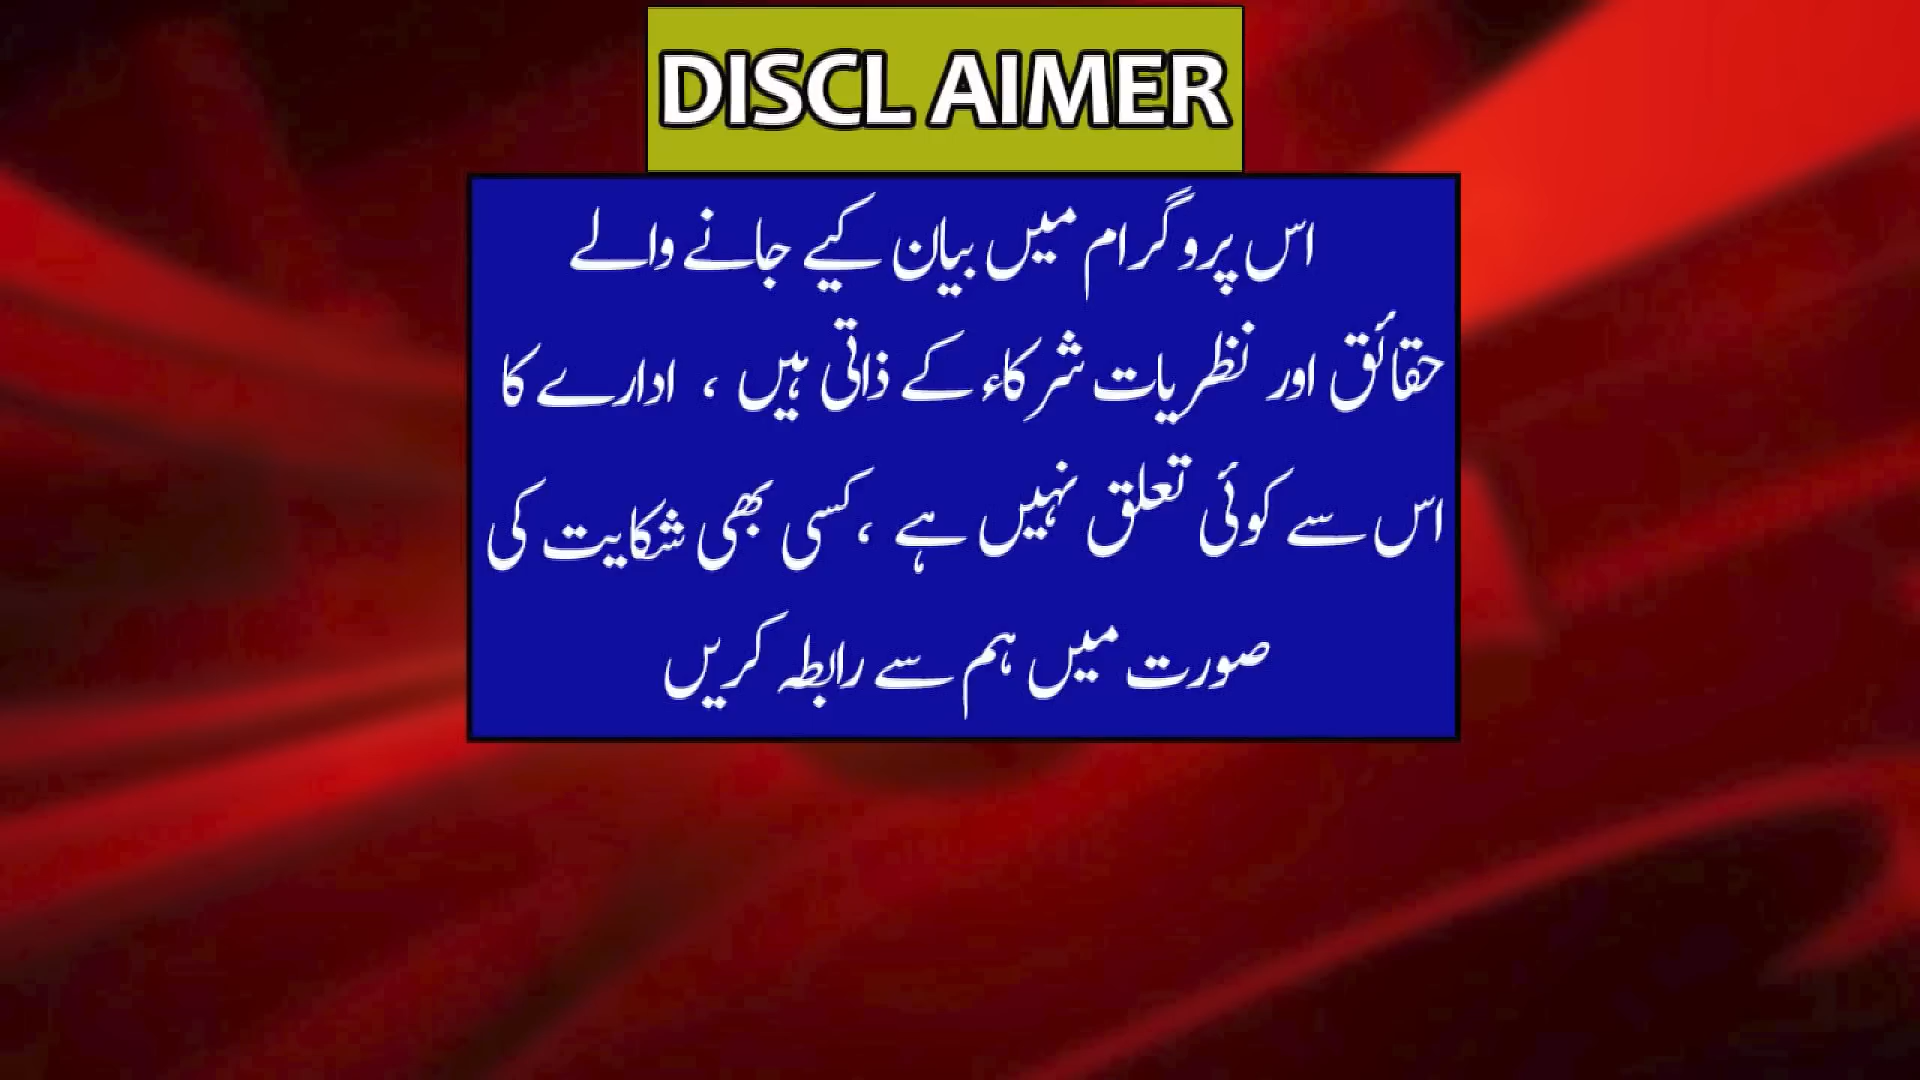 DISCL AIMER
اس پروگرام میں بیان کیے جانے والے
حقائق اور نظریات شرکاء کے ذاتی ہیں ، ادارے کا
اس سے کوئی تعلق نہیں ہے ،کسی بھی شکایت کی
صورت میں ہم سے رابطہ کریں